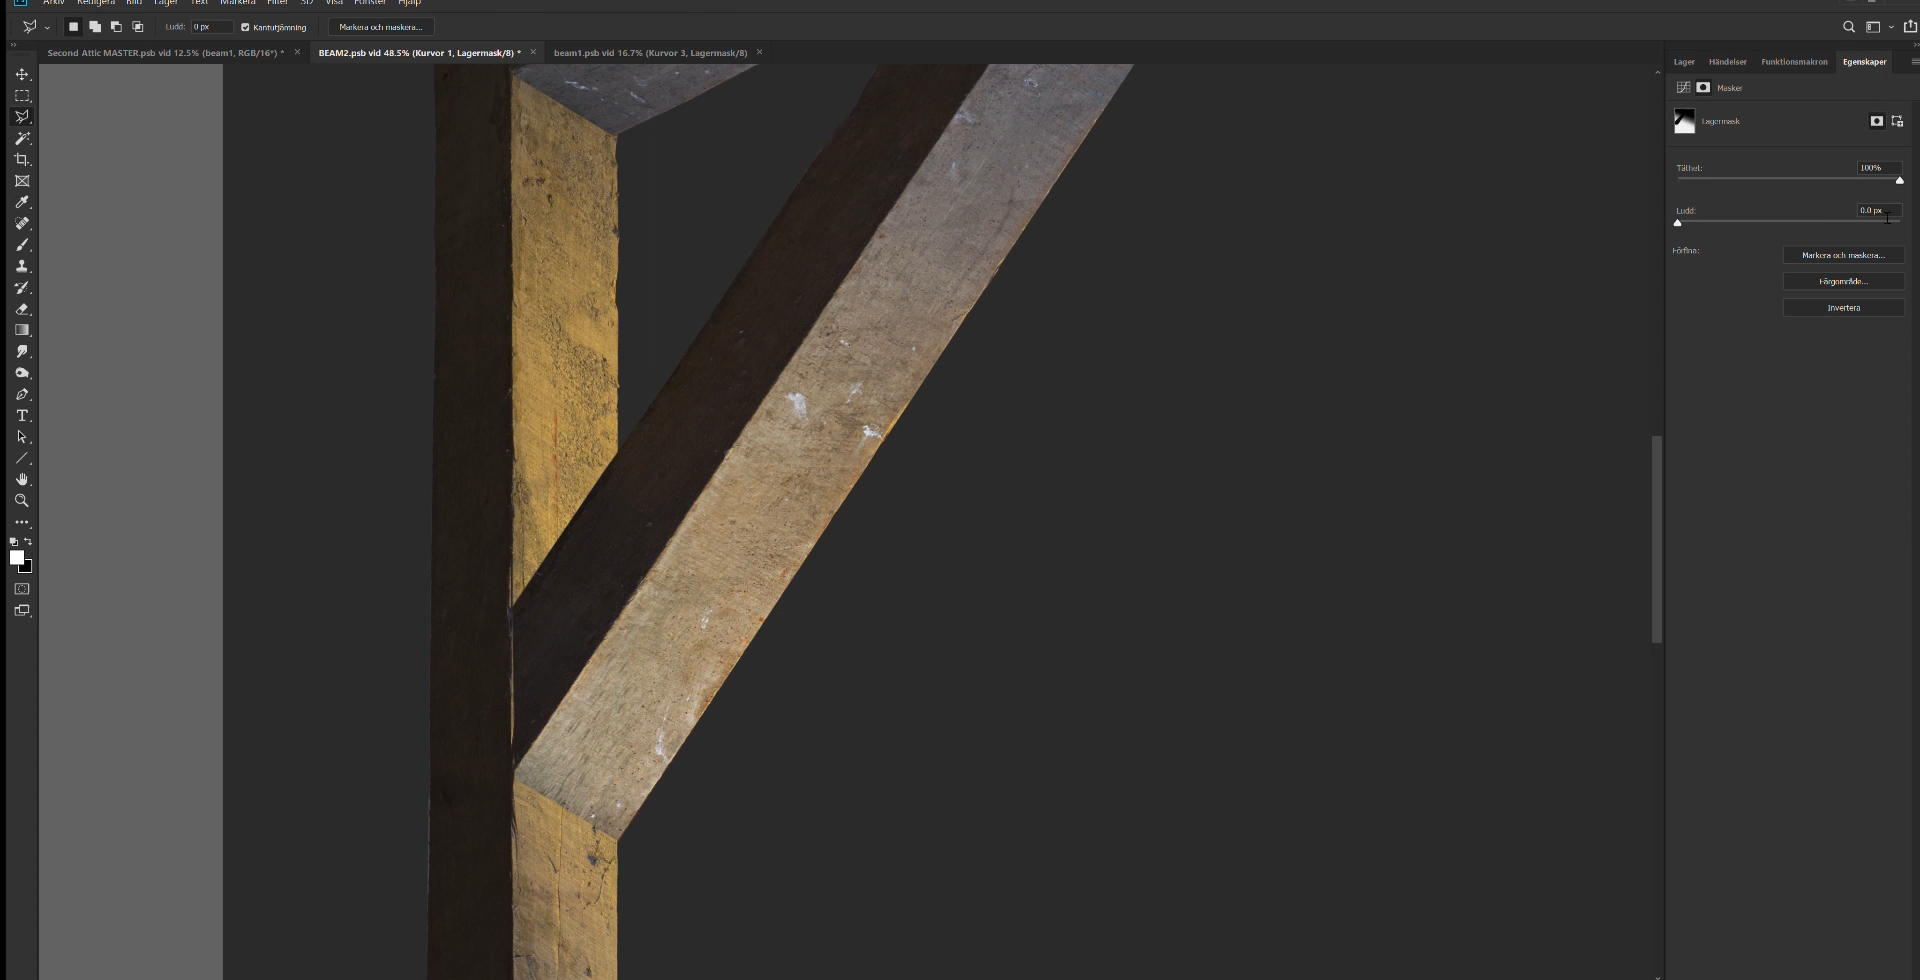 Arkiv Redigera Bild Lager Text Markera Filter 3D Visa Fönster Hjälp
Ludd: 0 px Kantutjämning Markera och maskera...
Second Attic MASTER.psb vid 12.5% (beam1, RGB/16*) *
BEAM2.psb vid 48.5% (Kurvor 1, Lagermask/8) *
beam1.psb vid 16.7% (Kurvor 3, Lagermask/8)
Lager Händelser Funktionsmakron Egenskaper
Masker
Lagermask
Täthet: 100%
Ludd: 0.0 px
Förfina: Markera och maskera...
Färgområde...
Invertera